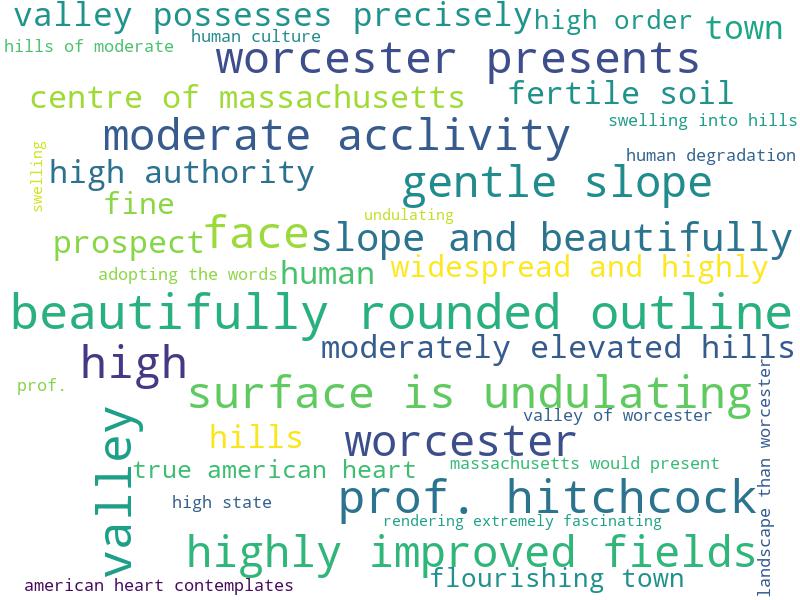 valley possesses precisely
high order
town
hills of moderate
human culture
worcester presents
centre of massachusetts
fertile soil
swelling into hills
moderate acclivity
human degradation
swelling
high authority
gentle slope
fine
undulating
prospect
face
slope and beautifully
adopting the words
human
widespread and highly
beautifully rounded outline
high
moderately elevated hills
prof.
surface is undulating
valley of worcester
valley
hills
worcester
landscape than worcester
true american heart
massachusetts would present
high state
prof. hitchcock
rendering extremely fascinating
highly improved fields
american heart contemplates
flourishing town